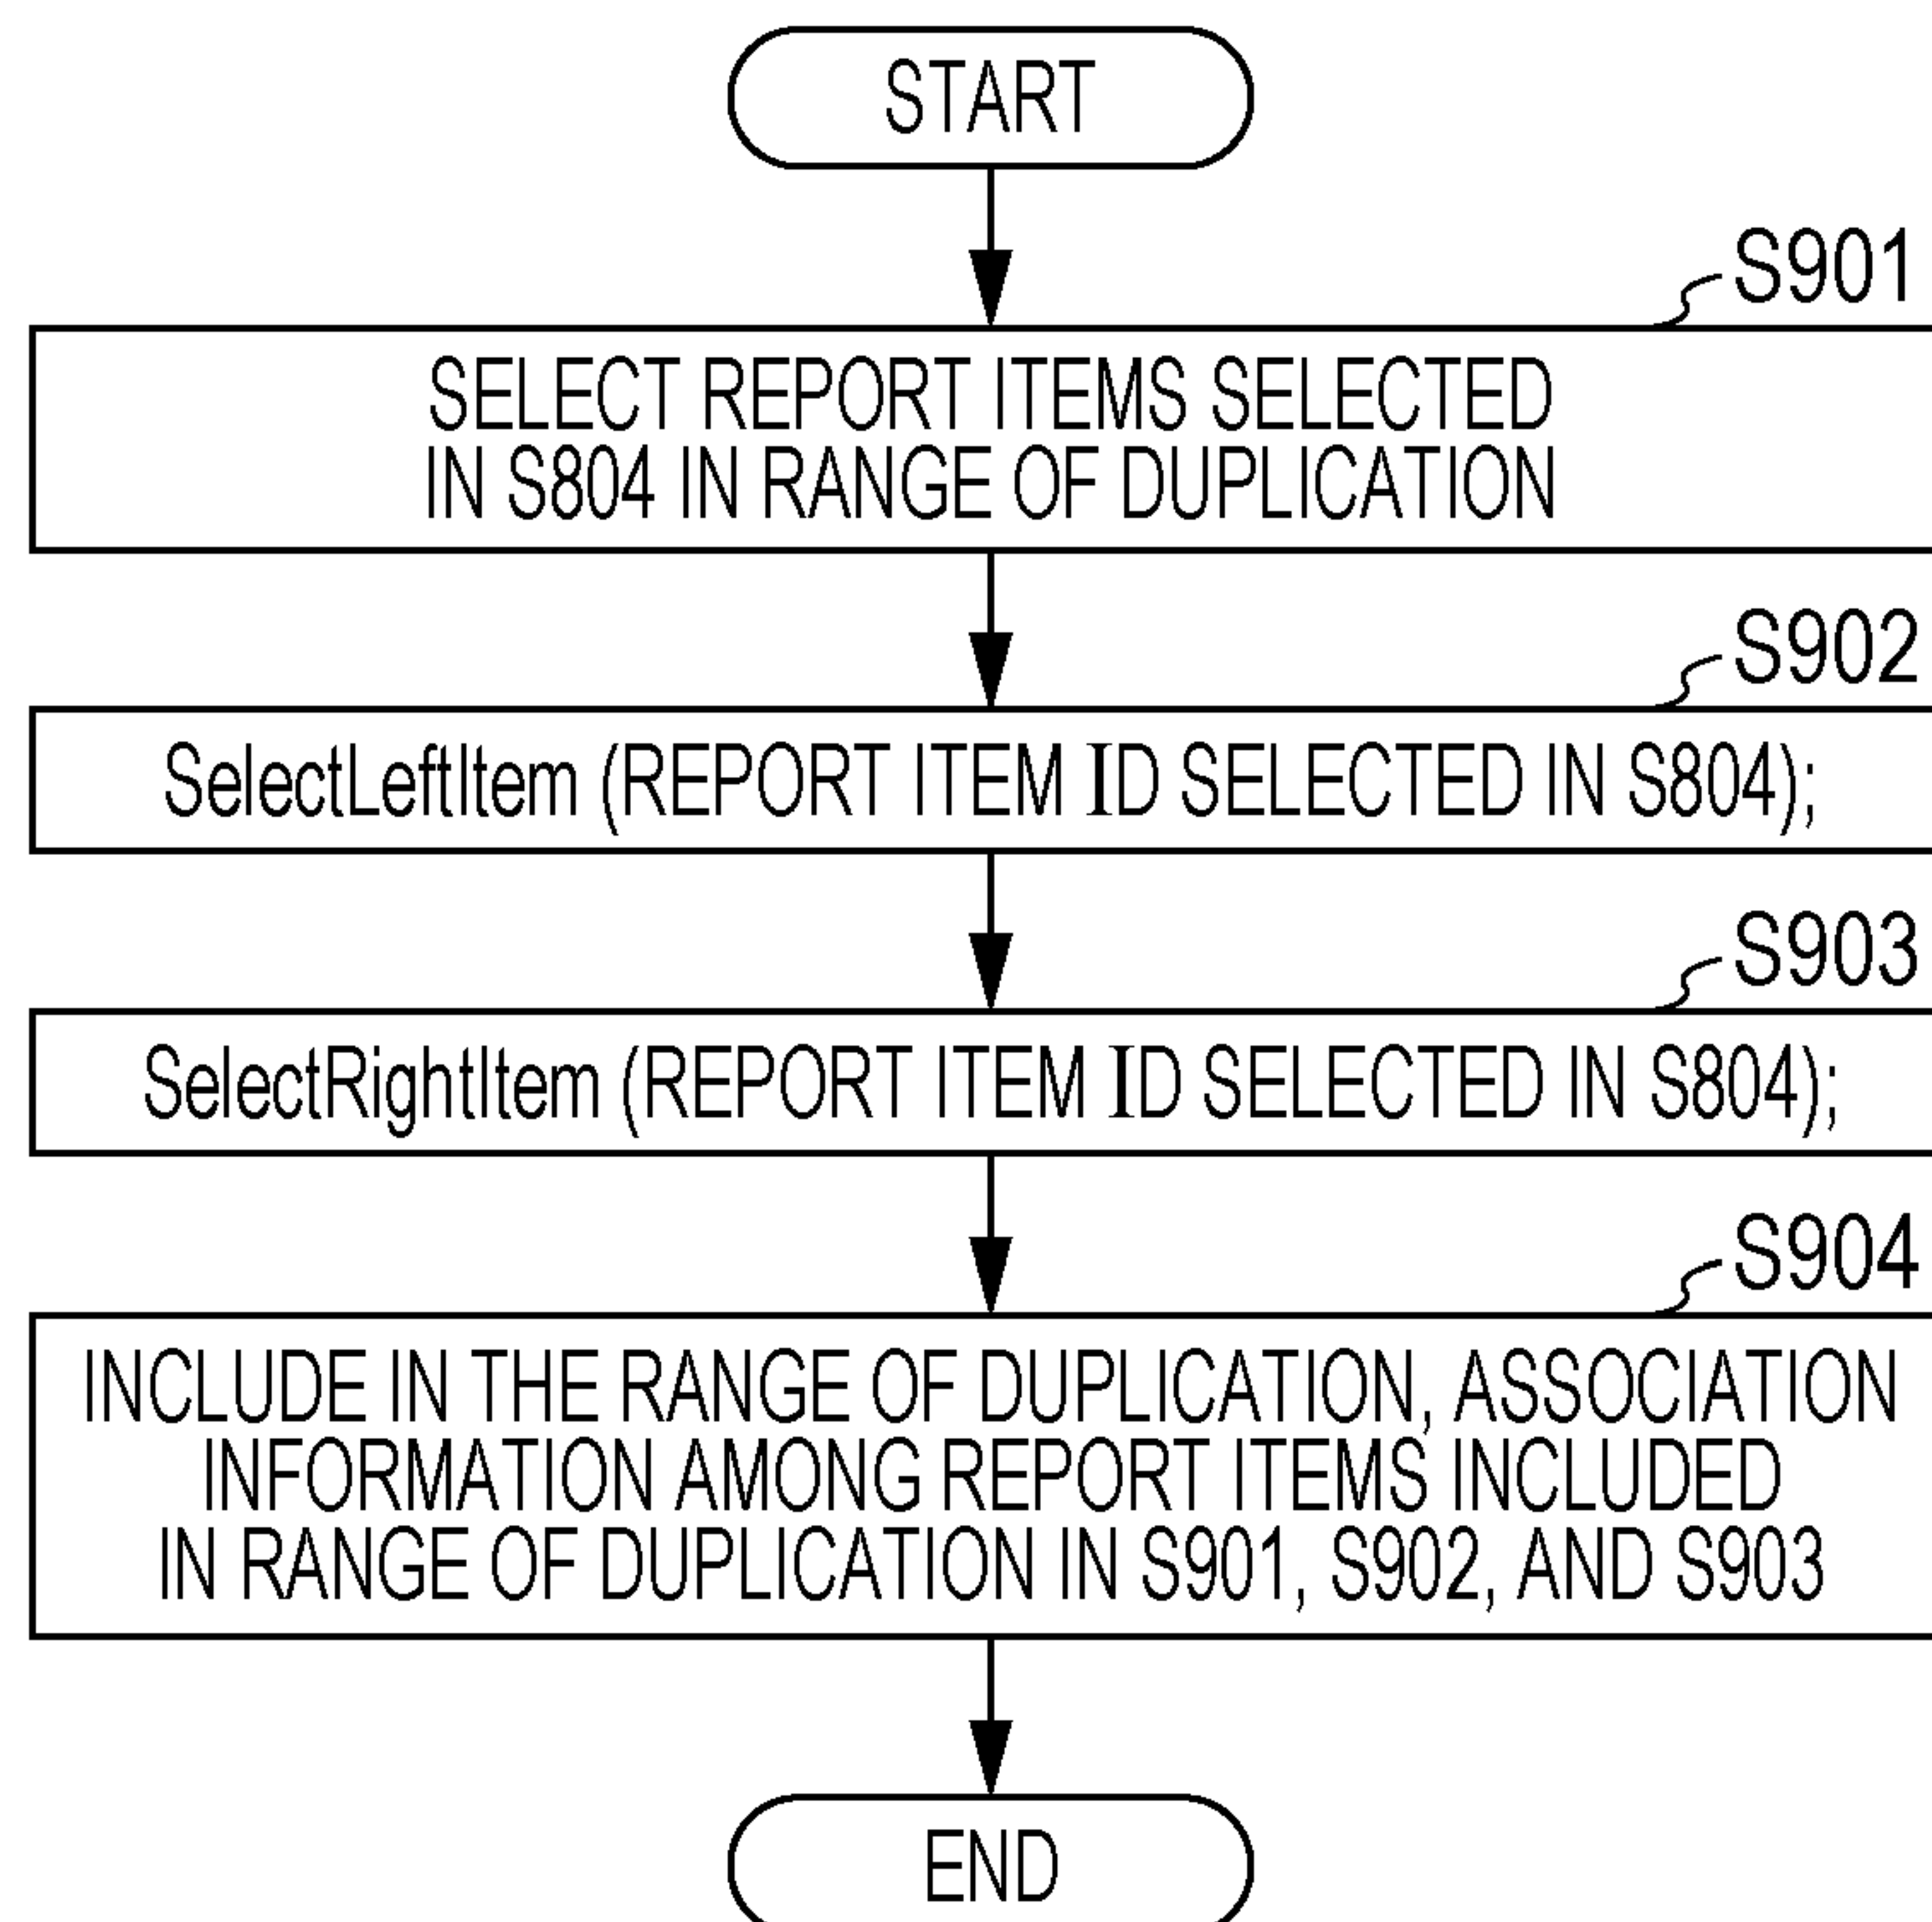 START
S901
SELECT REPORT ITEMS SELECTED
IN S804 IN RANGE OF DUPLICATION
S902
SelectLeftItem (REPORT ITEM ID SELECTED IN S804);
S903
SelectRightItem (REPORT ITEM ID SELECTED IN S804);
S904
INCLUDE IN THE RANGE OF DUPLICATION, ASSOCIATION
INFORMATION AMONG REPORT ITEMS INCLUDED
IN RANGE OF DUPLICATION IN S901, S902, AND S903
END